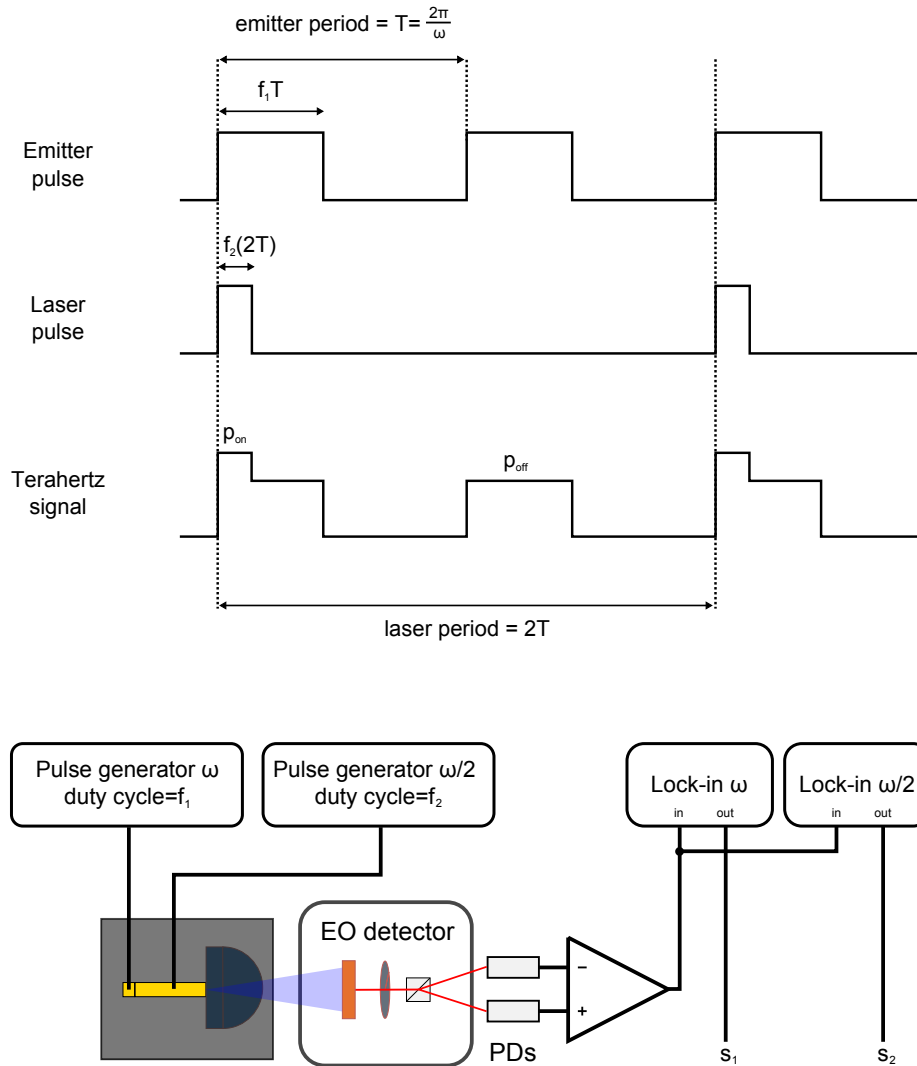 emitter period = T= 2π/ω
f₁T
Emitter
pulse
f₂(2T)
Laser
pulse
pon
poff
Terahertz
signal
laser period = 2T
Pulse generator ω
duty cycle=f₁
Pulse generator ω/2
duty cycle=f₂
Lock-in ω
in out
Lock-in ω/2
in out
EO detector
−
+
PDs
s₁
s₂